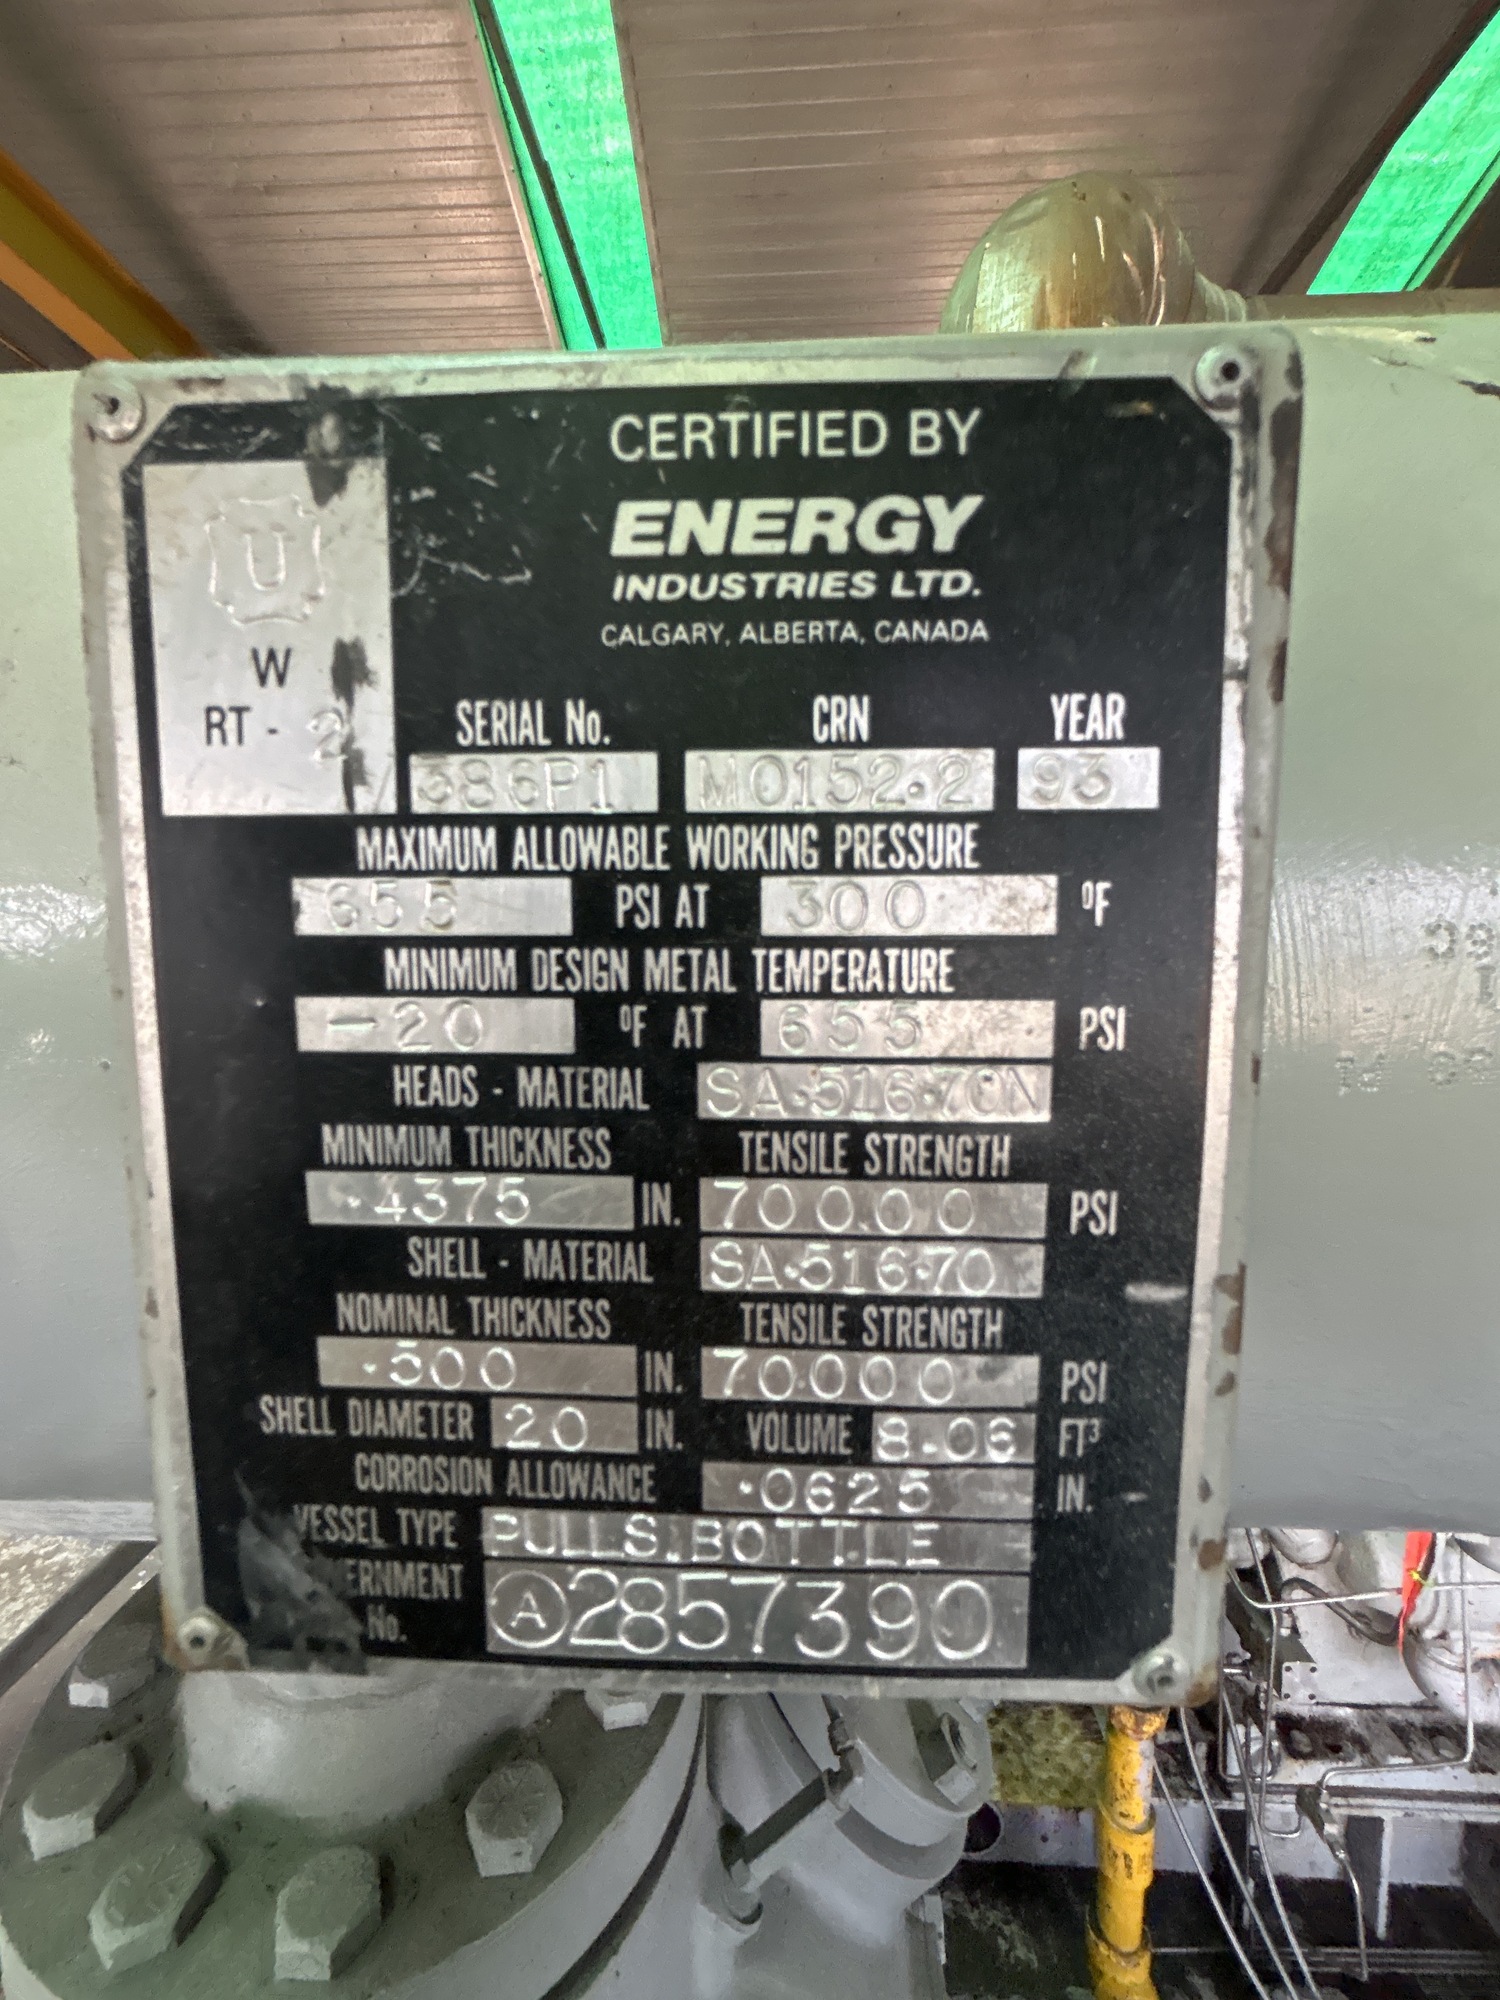 CERTIFIED BY
ENERGY
INDUSTRIES LTD.
CALGARY, ALBERTA, CANADA
U
W
RT - 2
SERIAL No. CRN YEAR
386P1 M0152.2 93
MAXIMUM ALLOWABLE WORKING PRESSURE
655 PSI AT 300 ºF
MINIMUM DESIGN METAL TEMPERATURE
-20 ºF AT 655 PSI
HEADS - MATERIAL SA.516.70N
MINIMUM THICKNESS TENSILE STRENGTH
.4375 IN. 70000 PSI
SHELL - MATERIAL SA.516.70
NOMINAL THICKNESS TENSILE STRENGTH
.500 IN. 70000 PSI
SHELL DIAMETER 20 IN. VOLUME 8.06 FT³
CORROSION ALLOWANCE .0625 IN.
VESSEL TYPE PULLS.BOTTLE
ERNMENT
No. A 2857390